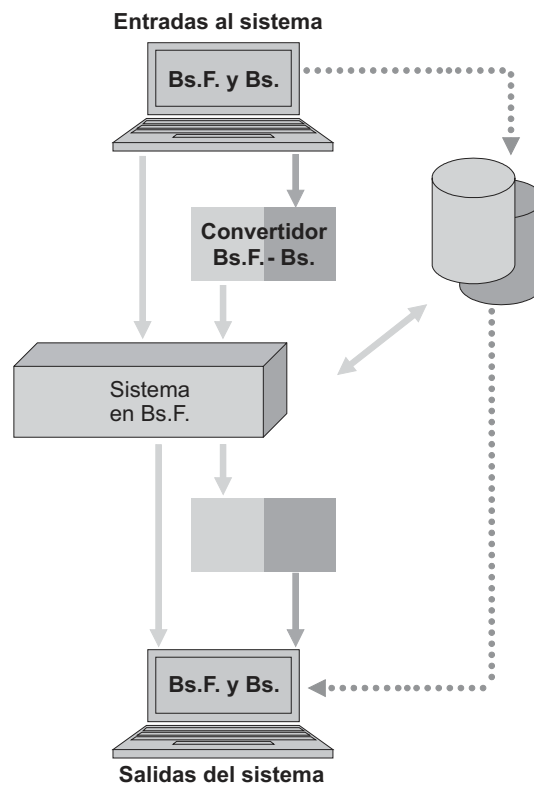 Entradas al sistema
Bs.F. y Bs.
Convertidor
Bs.F. - Bs.
Sistema
en Bs.F.
Bs.F. y Bs.
Salidas del sistema